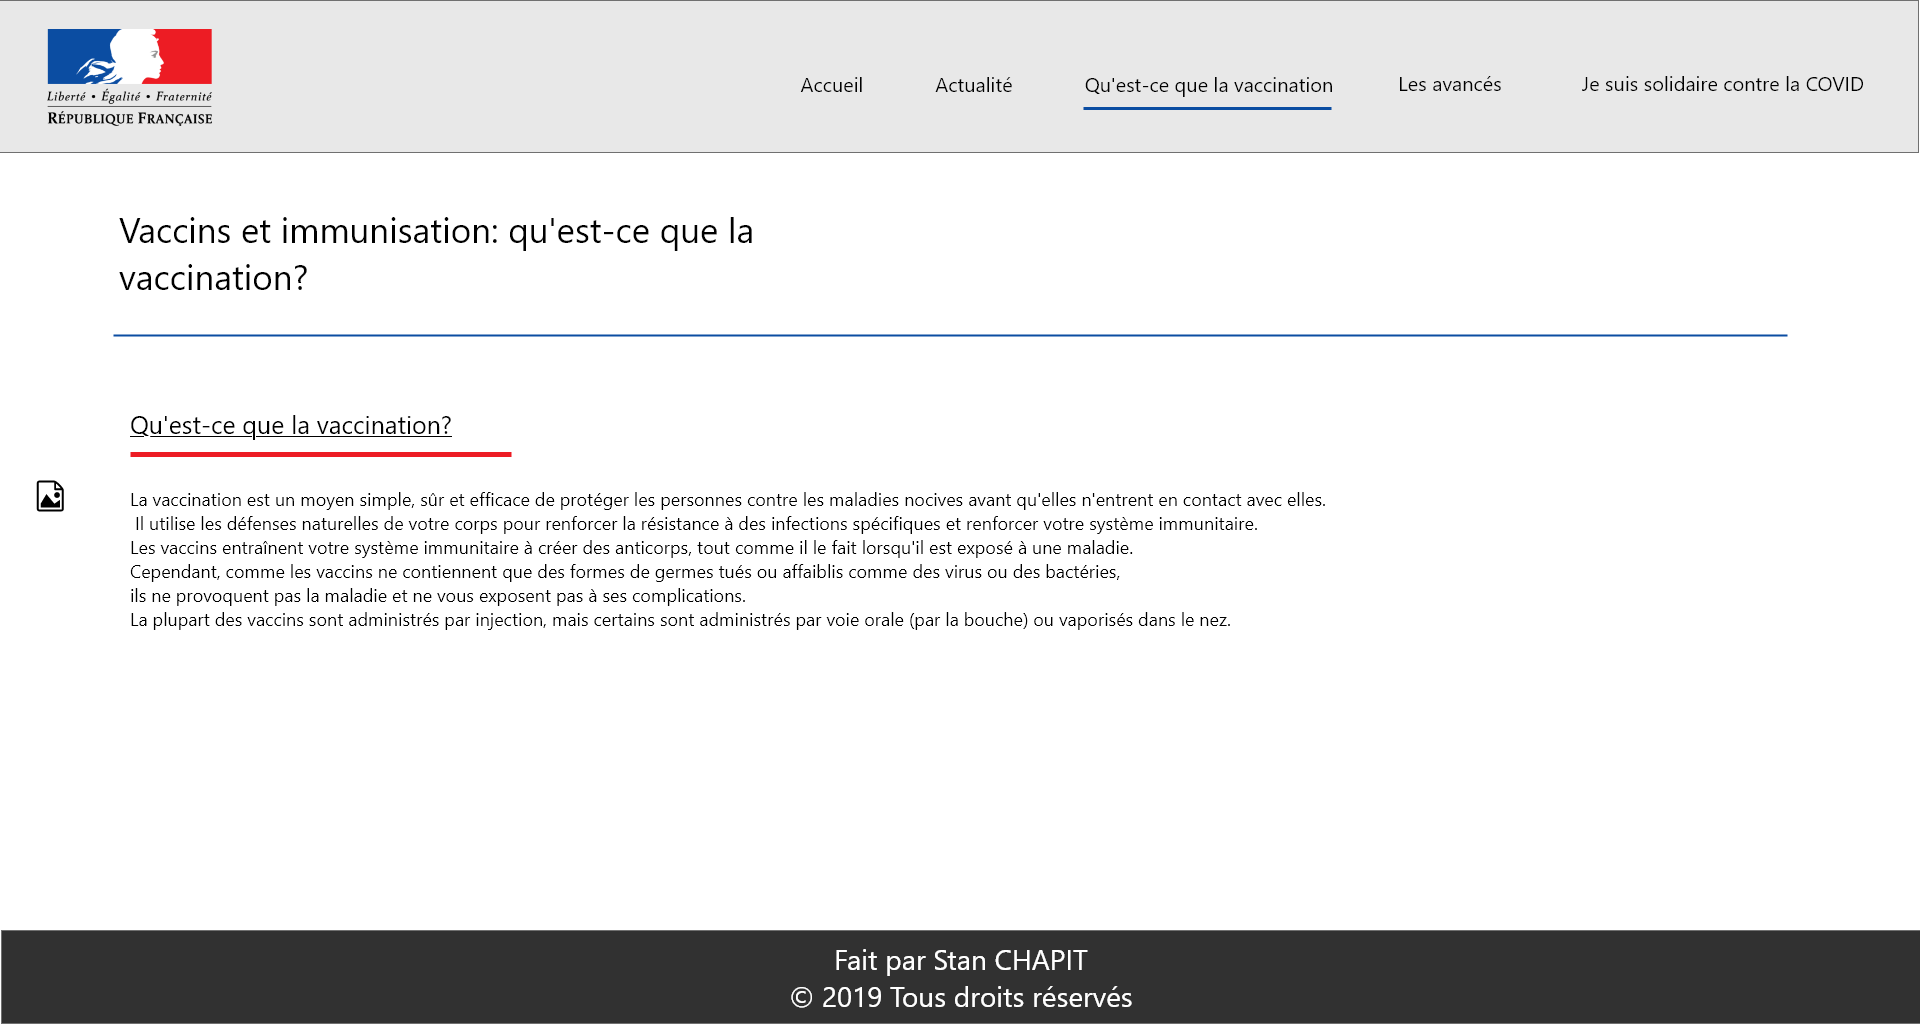 Liberté • Égalité • Fraternité
RÉPUBLIQUE FRANÇAISE
Accueil
Actualité
Qu'est-ce que la vaccination
Les avancés
Je suis solidaire contre la COVID
Vaccins et immunisation: qu'est-ce que la
vaccination?
Qu'est-ce que la vaccination?
La vaccination est un moyen simple, sûr et efficace de protéger les personnes contre les maladies nocives avant qu'elles n'entrent en contact avec elles.
Il utilise les défenses naturelles de votre corps pour renforcer la résistance à des infections spécifiques et renforcer votre système immunitaire.
Les vaccins entraînent votre système immunitaire à créer des anticorps, tout comme il le fait lorsqu'il est exposé à une maladie.
Cependant, comme les vaccins ne contiennent que des formes de germes tués ou affaiblis comme des virus ou des bactéries,
ils ne provoquent pas la maladie et ne vous exposent pas à ses complications.
La plupart des vaccins sont administrés par injection, mais certains sont administrés par voie orale (par la bouche) ou vaporisés dans le nez.
Fait par Stan CHAPIT
© 2019 Tous droits réservés